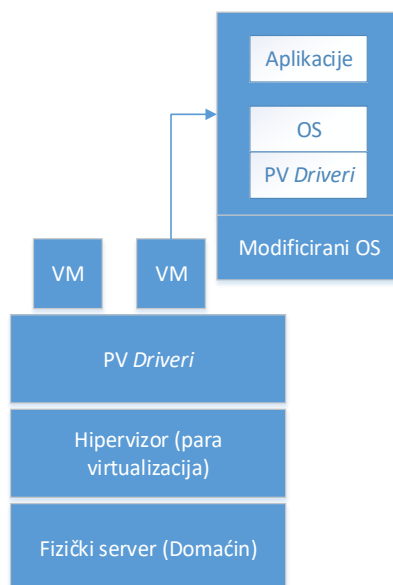 Aplikacije
OS
PV Driveri
Modificirani OS
VM
VM
PV Driveri
Hipervizor (para
virtualizacija)
Fizički server (Domaćin)